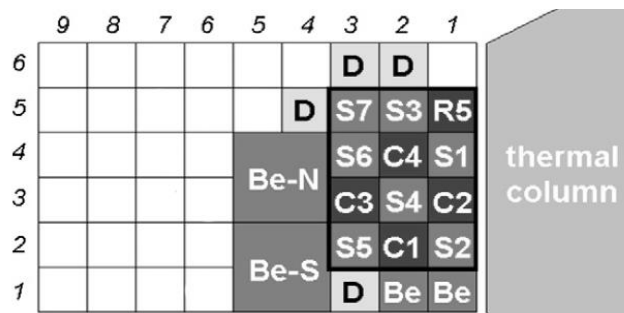 9 8 7 6 5 4 3 2 1
6 D D
5 D S7 S3 R5
4 Be-N S6 C4 S1 thermal
3 C3 S4 C2 column
2 Be-S S5 C1 S2
1 D Be Be